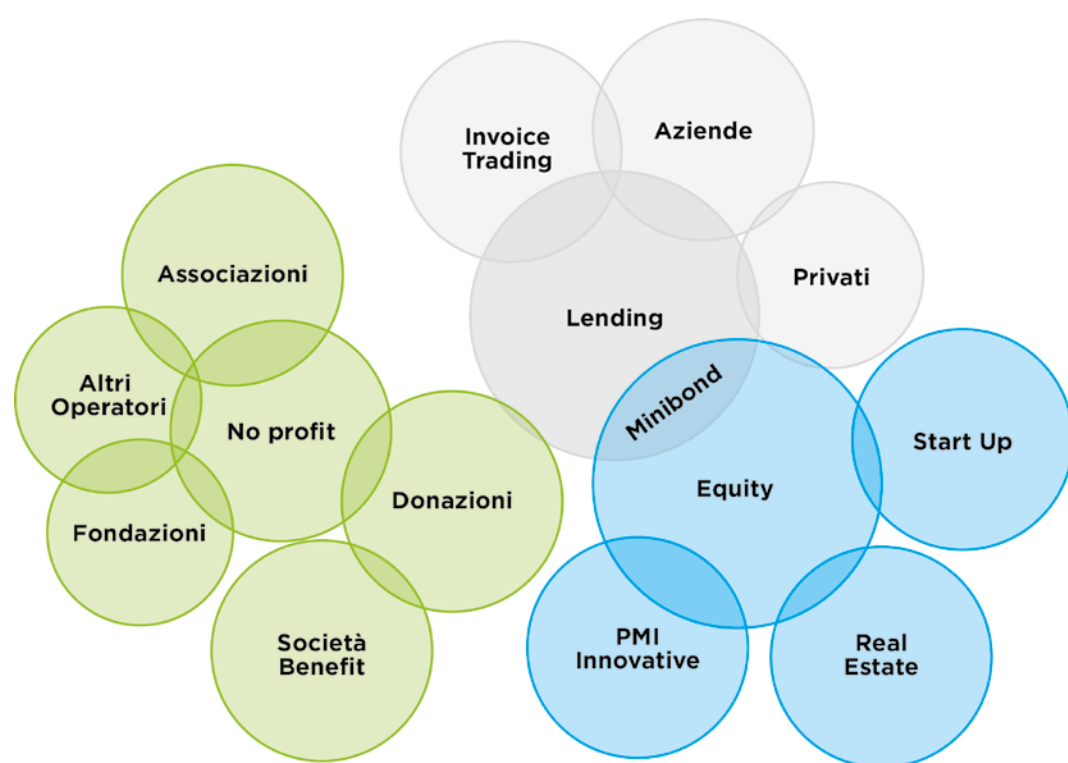 Invoice
Trading
Aziende
Associazioni
Privati
Lending
Altri
Operatori
Minibond
No profit
Start Up
Equity
Donazioni
Fondazioni
Società
Benefit
PMI
Innovative
Real
Estate